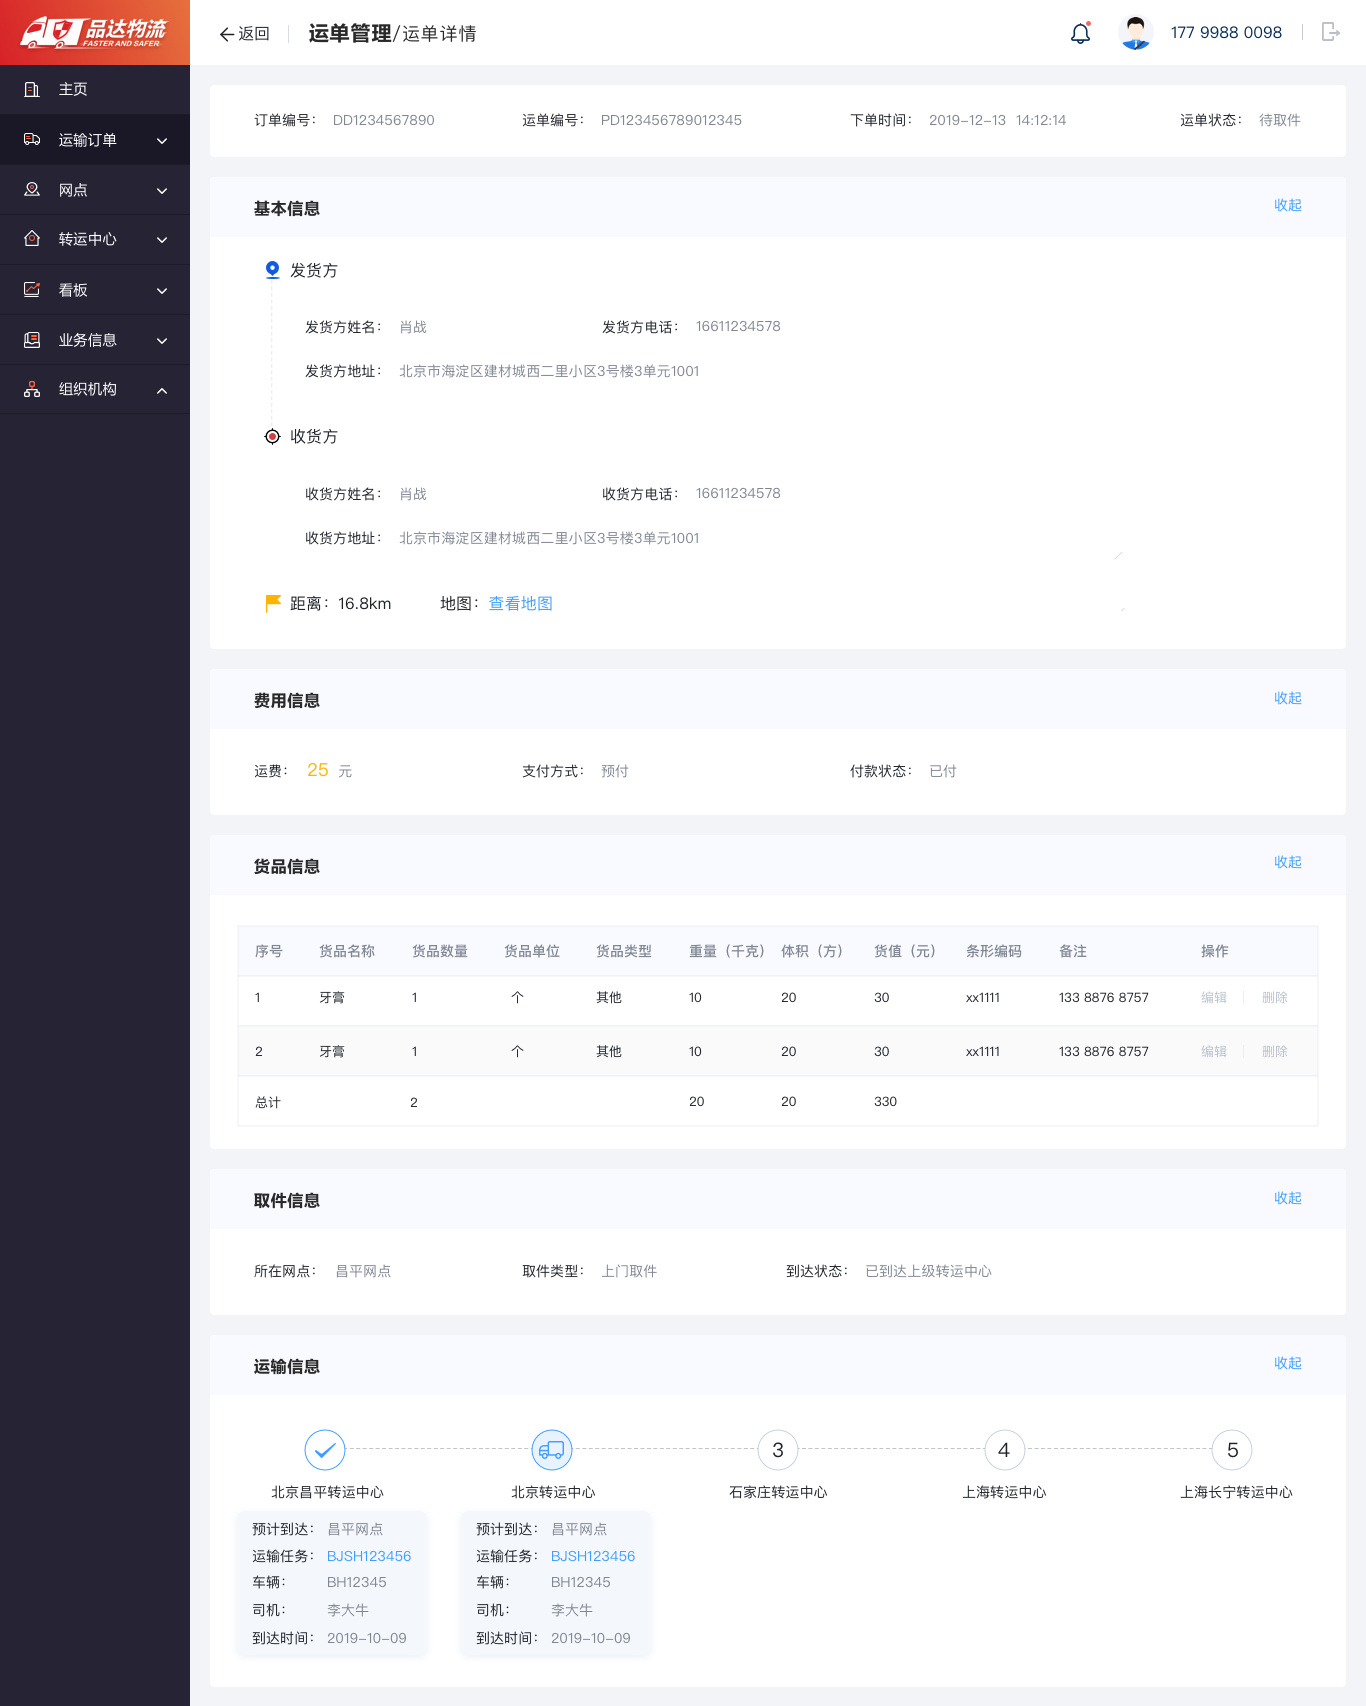 品达物流
FASTER AND SAFER
返回
运单管理/运单详情
177 9988 0098
主页
运输订单
网点
转运中心
看板
业务信息
组织机构
订单编号： DD1234567890 运单编号： PD123456789012345 下单时间： 2019-12-13 14:12:14 运单状态： 待取件
基本信息 收起
发货方
发货方姓名： 肖战 发货方电话： 16611234578
发货方地址： 北京市海淀区建材城西二里小区3号楼3单元1001
收货方
收货方姓名： 肖战 收货方电话： 16611234578
收货方地址： 北京市海淀区建材城西二里小区3号楼3单元1001
距离：16.8km 地图：查看地图
费用信息 收起
运费： 25 元 支付方式： 预付 付款状态： 已付
货品信息 收起
序号 货品名称 货品数量 货品单位 货品类型 重量（千克） 体积（方） 货值（元） 条形编码 备注 操作
1 牙膏 1 个 其他 10 20 30 xx1111 133 8876 8757 编辑 删除
2 牙膏 1 个 其他 10 20 30 xx1111 133 8876 8757 编辑 删除
总计 2 20 20 330
取件信息 收起
所在网点： 昌平网点 取件类型： 上门取件 到达状态： 已到达上级转运中心
运输信息 收起
3 4 5
北京昌平转运中心 北京转运中心 石家庄转运中心 上海转运中心 上海长宁转运中心
预计到达： 昌平网点 预计到达： 昌平网点
运输任务： BJSH123456 运输任务： BJSH123456
车辆： BH12345 车辆： BH12345
司机： 李大牛 司机： 李大牛
到达时间： 2019-10-09 到达时间： 2019-10-09